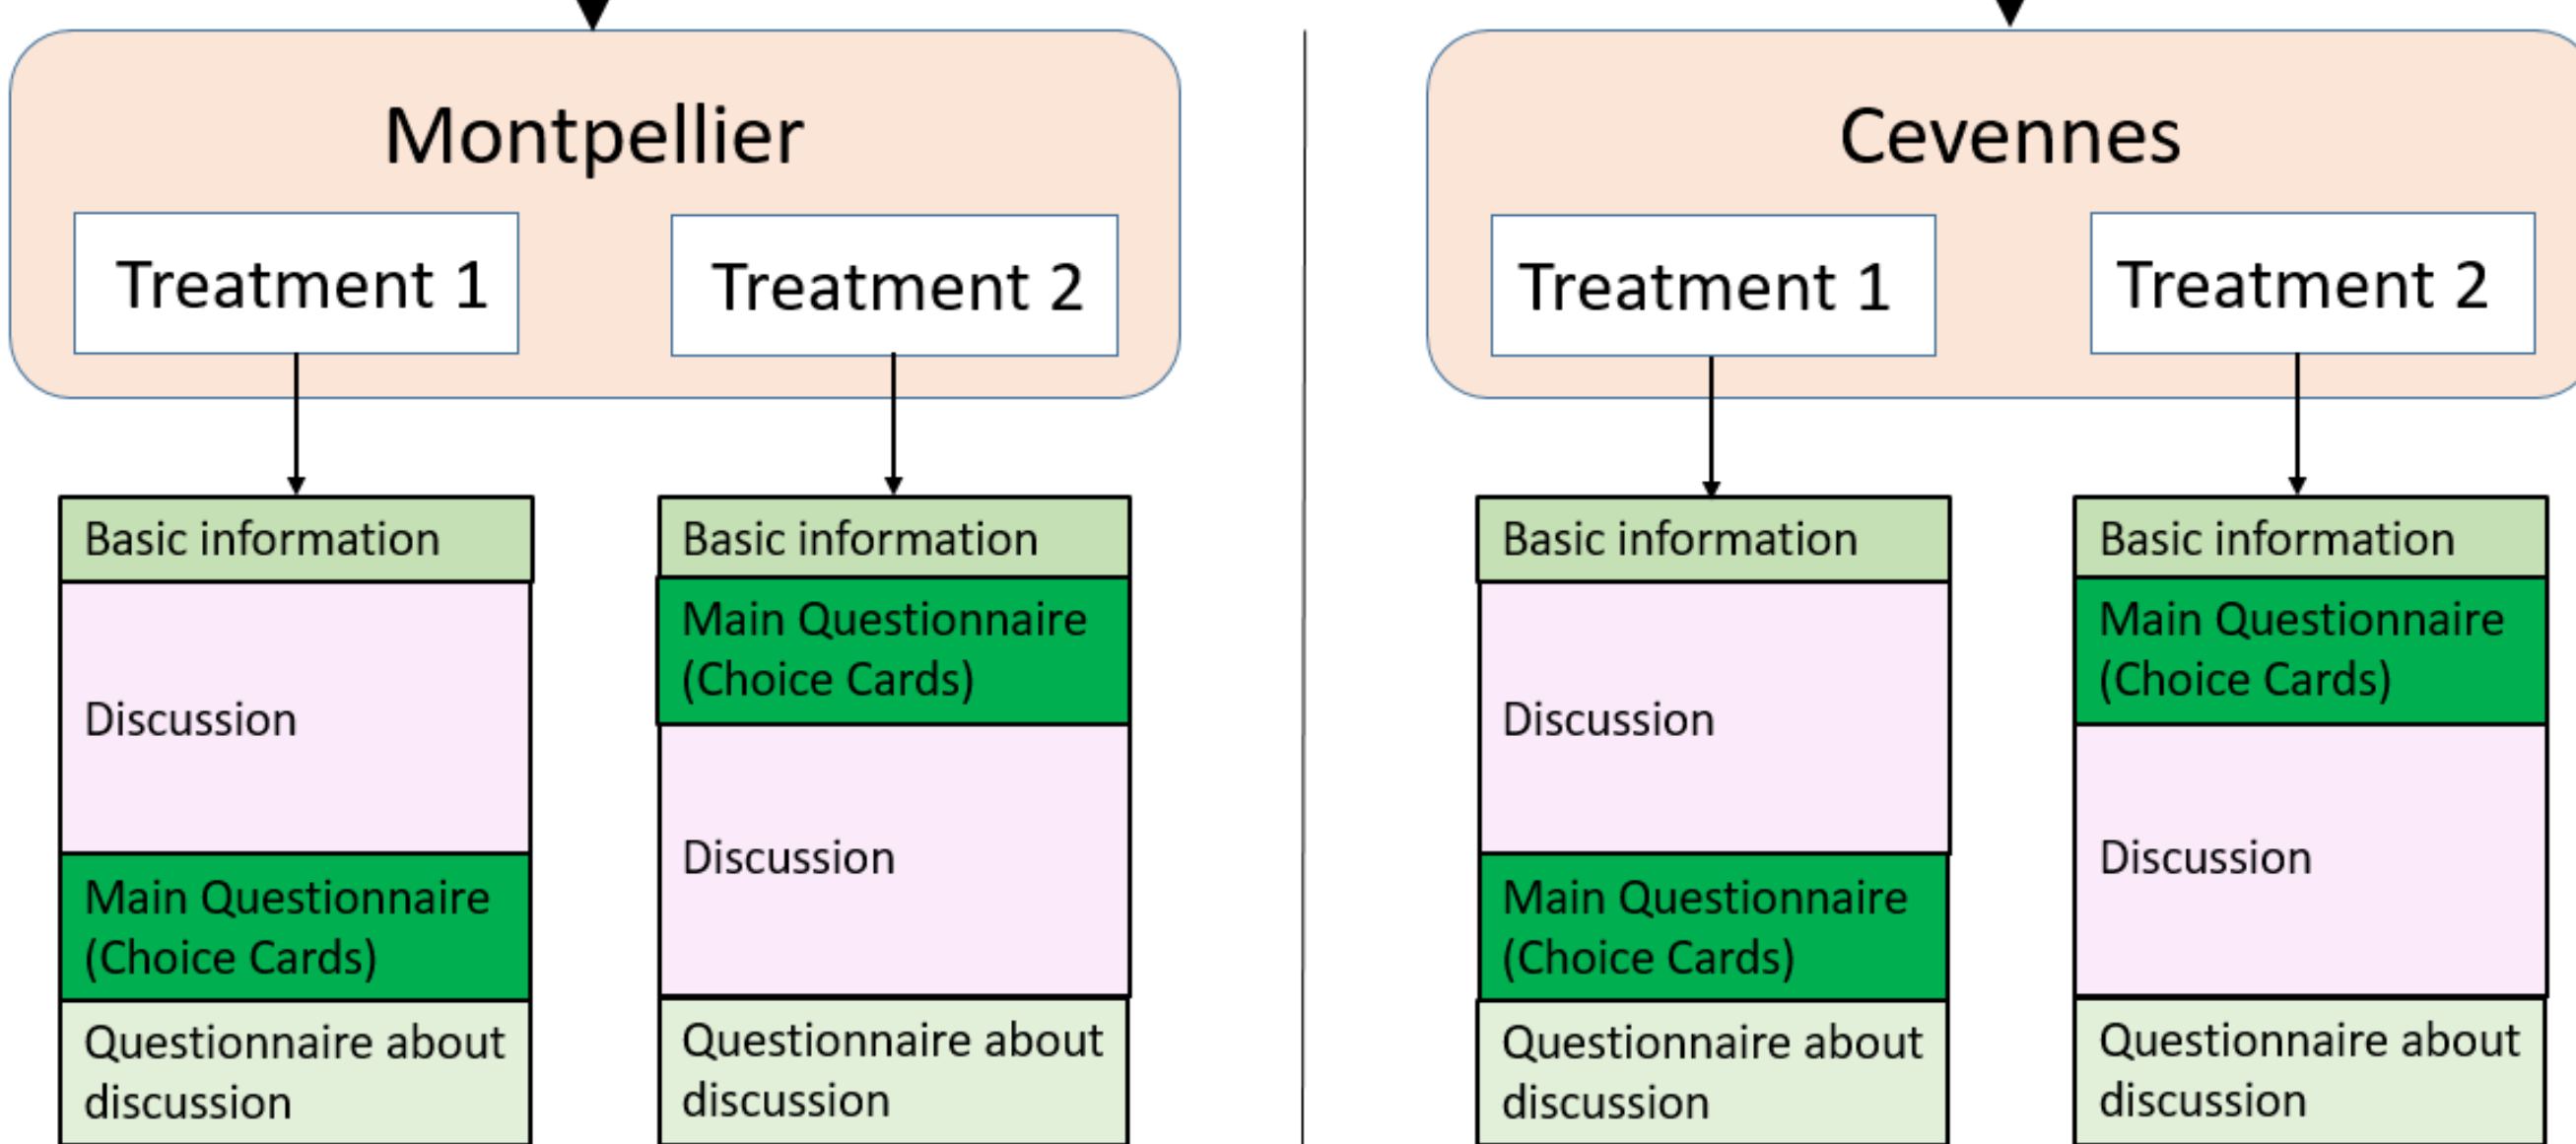 Montpellier
Treatment 1
Treatment 2
Basic information
Discussion
Main Questionnaire
(Choice Cards)
Questionnaire about
discussion
Basic information
Main Questionnaire
(Choice Cards)
Discussion
Questionnaire about
discussion
Cevennes
Treatment 1
Treatment 2
Basic information
Discussion
Main Questionnaire
(Choice Cards)
Questionnaire about
discussion
Basic information
Main Questionnaire
(Choice Cards)
Discussion
Questionnaire about
discussion